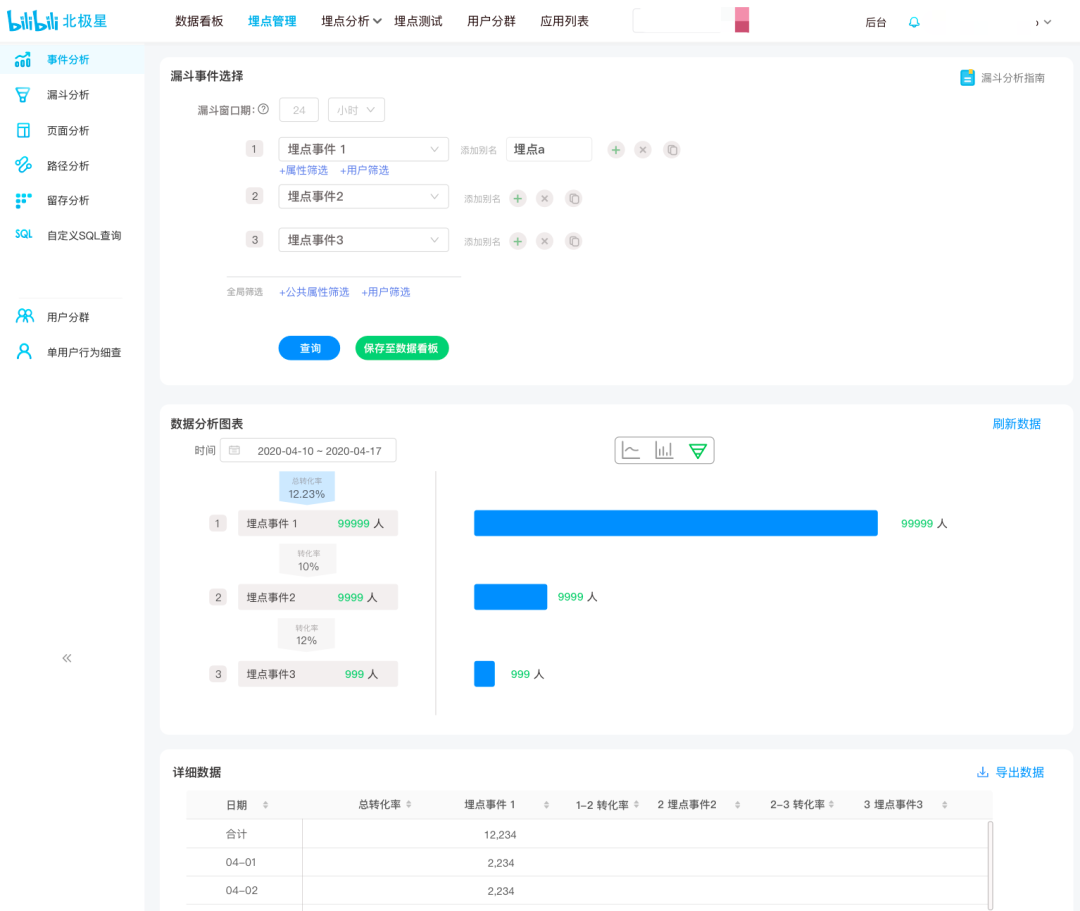 bilibili 北极星 数据看板 埋点管理 埋点分析 埋点测试 用户分群 应用列表 后台
事件分析
漏斗分析
页面分析
路径分析
留存分析
SQL 自定义SQL查询
用户分群
单用户行为细查
漏斗事件选择 漏斗分析指南
漏斗窗口期: 24 小时
1 埋点事件 1 添加别名 埋点a
+属性筛选 +用户筛选
2 埋点事件2 添加别名
3 埋点事件3 添加别名
全局筛选 +公共属性筛选 +用户筛选
查询 保存至数据看板
数据分析图表 刷新数据
时间 2020-04-10 ~ 2020-04-17
总转化率
12.23%
1 埋点事件 1 99999 人 99999 人
转化率
10%
2 埋点事件2 9999 人 9999 人
转化率
12%
3 埋点事件3 999 人 999 人
详细数据 导出数据
日期 总转化率 埋点事件 1 1-2 转化率 2 埋点事件2 2-3 转化率 3 埋点事件3
合计 12,234
04-01 2,234
04-02 2,234